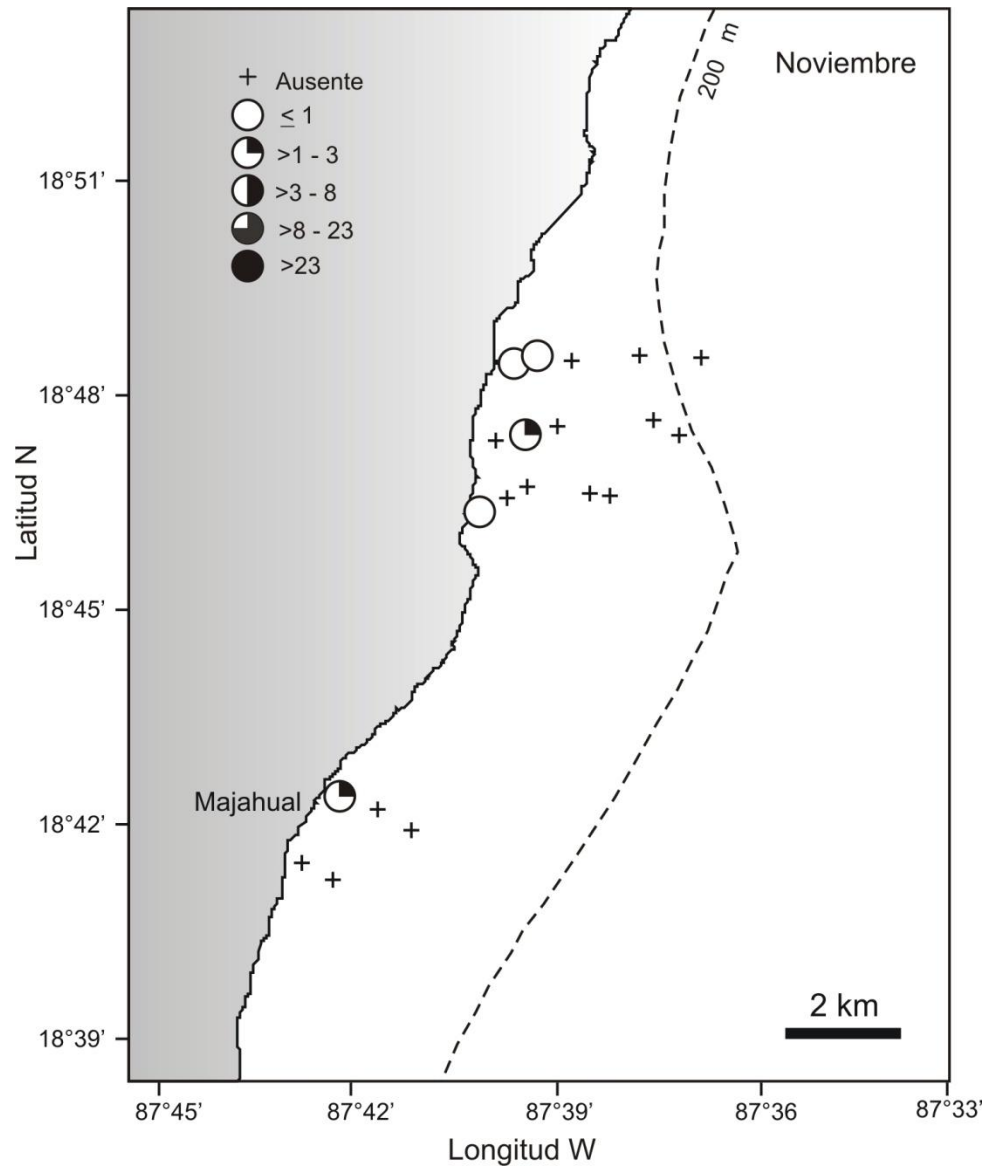 Noviembre
200 m
+ Ausente
≤ 1
>1 - 3
>3 - 8
>8 - 23
>23
18°51’
18°48’
18°45’
18°42’
18°39’
Latitud N
Majahual
2 km
87°45’ 87°42’ 87°39’ 87°36’ 87°33’
Longitud W